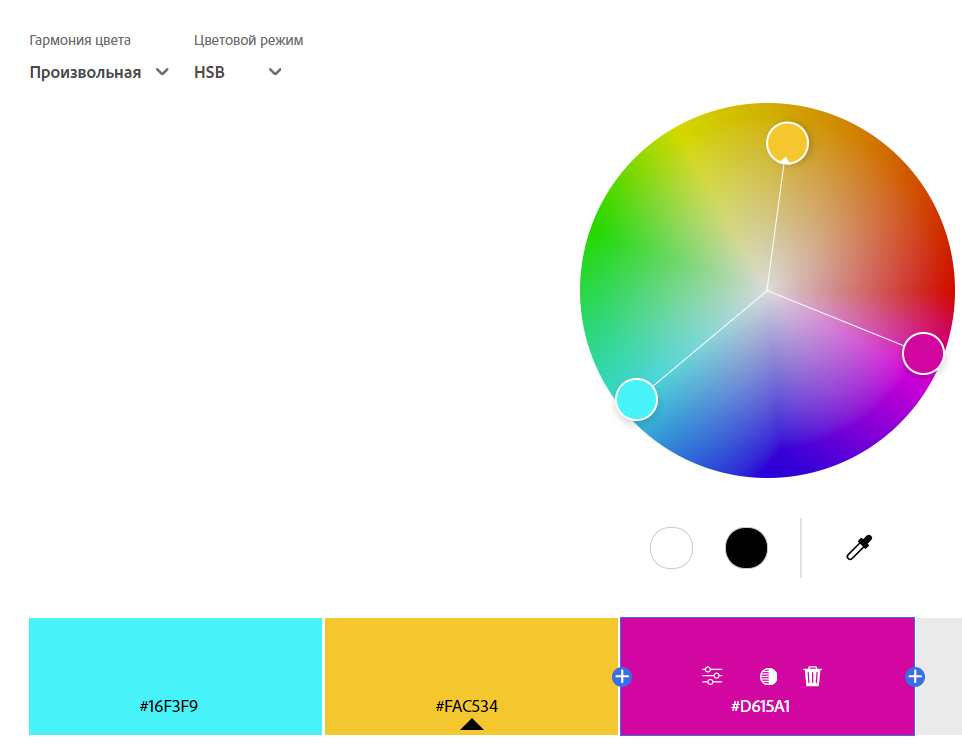 Гармония цвета
Цветовой режим
Произвольная
HSB
#16F3F9
#FAC534
#D615A1